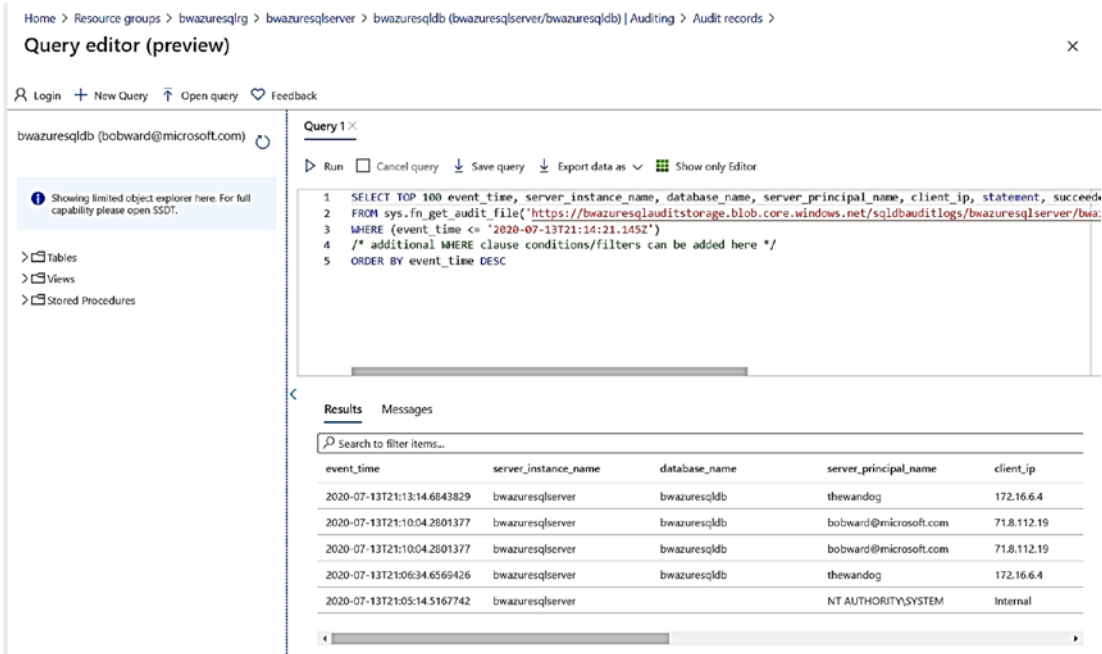 Home > Resource groups > bwazuresqlrg > bwazuresqlserver > bwazuresqldb (bwazuresqlserver/bwazuresqldb) | Auditing > Audit records >
Query editor (preview)
Login New Query Open query Feedback
bwazuresqldb (bobward@microsoft.com)
Showing limited object explorer here. For full
capability please open SSDT.
Tables
Views
Stored Procedures
Query 1
Run Cancel query Save query Export data as Show only Editor
1 SELECT TOP 100 event_time, server_instance_name, database_name, server_principal_name, client_ip, statement, succeede
2 FROM sys.fn_get_audit_file('https://bwazuresqlauditstorage.blob.core.windows.net/sqldbauditlogs/bwazuresqlserver/bwaz
3 WHERE (event_time <= '2020-07-13T21:14:21.145Z')
4 /* additional WHERE clause conditions/filters can be added here */
5 ORDER BY event_time DESC
Results Messages
Search to filter items...
event_time server_instance_name database_name server_principal_name client_ip
2020-07-13T21:13:14.6843829 bwazuresqlserver bwazuresqldb thewandog 172.16.6.4
2020-07-13T21:10:04.2801377 bwazuresqlserver bwazuresqldb bobward@microsoft.com 71.8.112.19
2020-07-13T21:10:04.2801377 bwazuresqlserver bwazuresqldb bobward@microsoft.com 71.8.112.19
2020-07-13T21:06:34.6569426 bwazuresqlserver bwazuresqldb thewandog 172.16.6.4
2020-07-13T21:05:14.5167742 bwazuresqlserver NT AUTHORITY\SYSTEM Internal